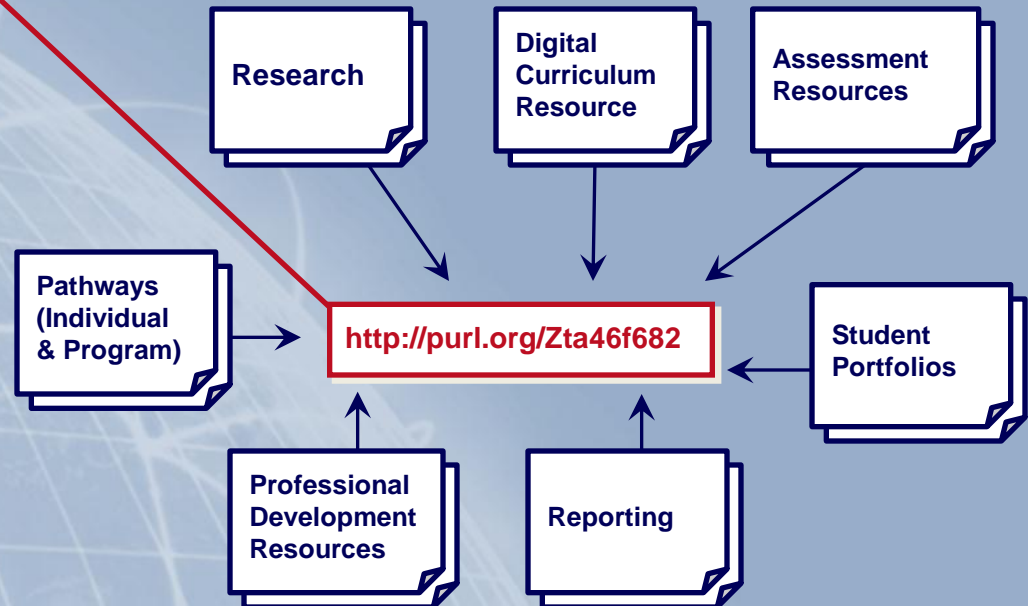 Research
Digital
Curriculum
Resource
Assessment
Resources
Pathways
(Individual
& Program)
http://purl.org/Zta46f682
Student
Portfolios
Professional
Development
Resources
Reporting